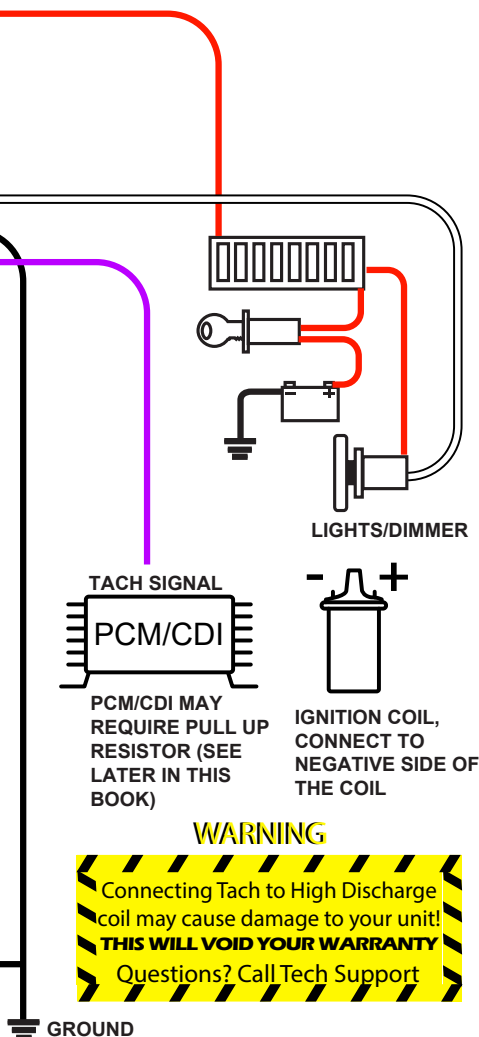 LIGHTS/DIMMER
TACH SIGNAL
PCM/CDI
PCM/CDI MAY
REQUIRE PULL UP
RESISTOR (SEE
LATER IN THIS
BOOK)
- +
IGNITION COIL,
CONNECT TO
NEGATIVE SIDE OF
THE COIL
WARNING
Connecting Tach to High Discharge
coil may cause damage to your unit!
THIS WILL VOID YOUR WARRANTY
Questions? Call Tech Support
GROUND